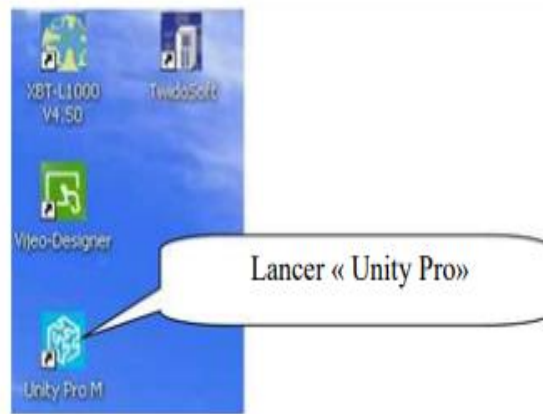 XBT-L1000
V4.50
TwidoSoft
Vijeo-Designer
Lancer « Unity Pro»
Unity Pro M